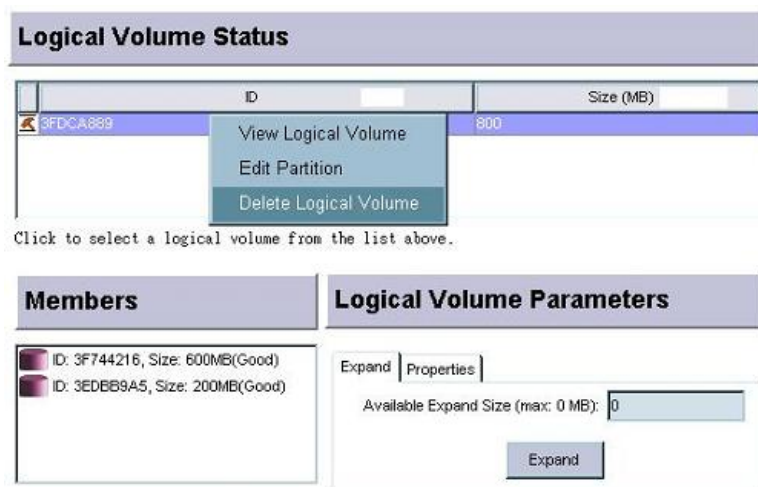 Logical Volume Status
ID Size (MB)
3FDCA889 800
View Logical Volume
Edit Partition
Delete Logical Volume
Click to select a logical volume from the list above.
Members
ID: 3F744216, Size: 600MB(Good)
ID: 3EDBB9A5, Size: 200MB(Good)
Logical Volume Parameters
Expand Properties
Available Expand Size (max: 0 MB): 0
Expand